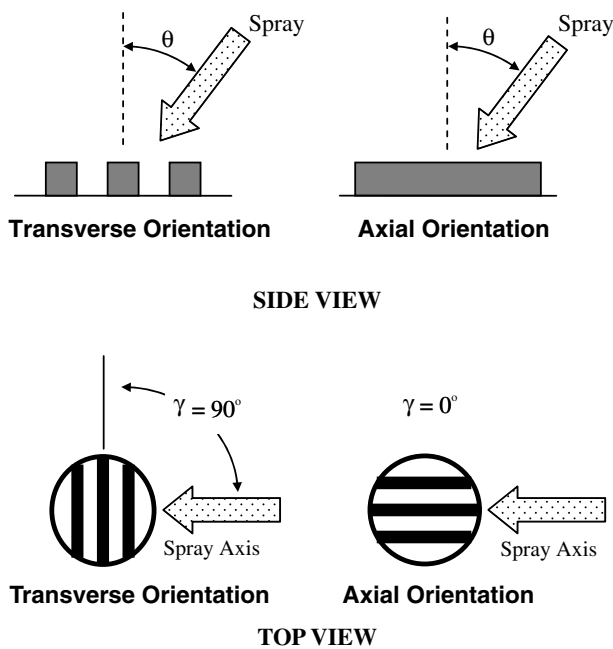 Spray
Spray
θ
θ
Transverse Orientation
Axial Orientation
SIDE VIEW
γ = 90°
γ = 0°
Spray Axis
Spray Axis
Transverse Orientation
Axial Orientation
TOP VIEW